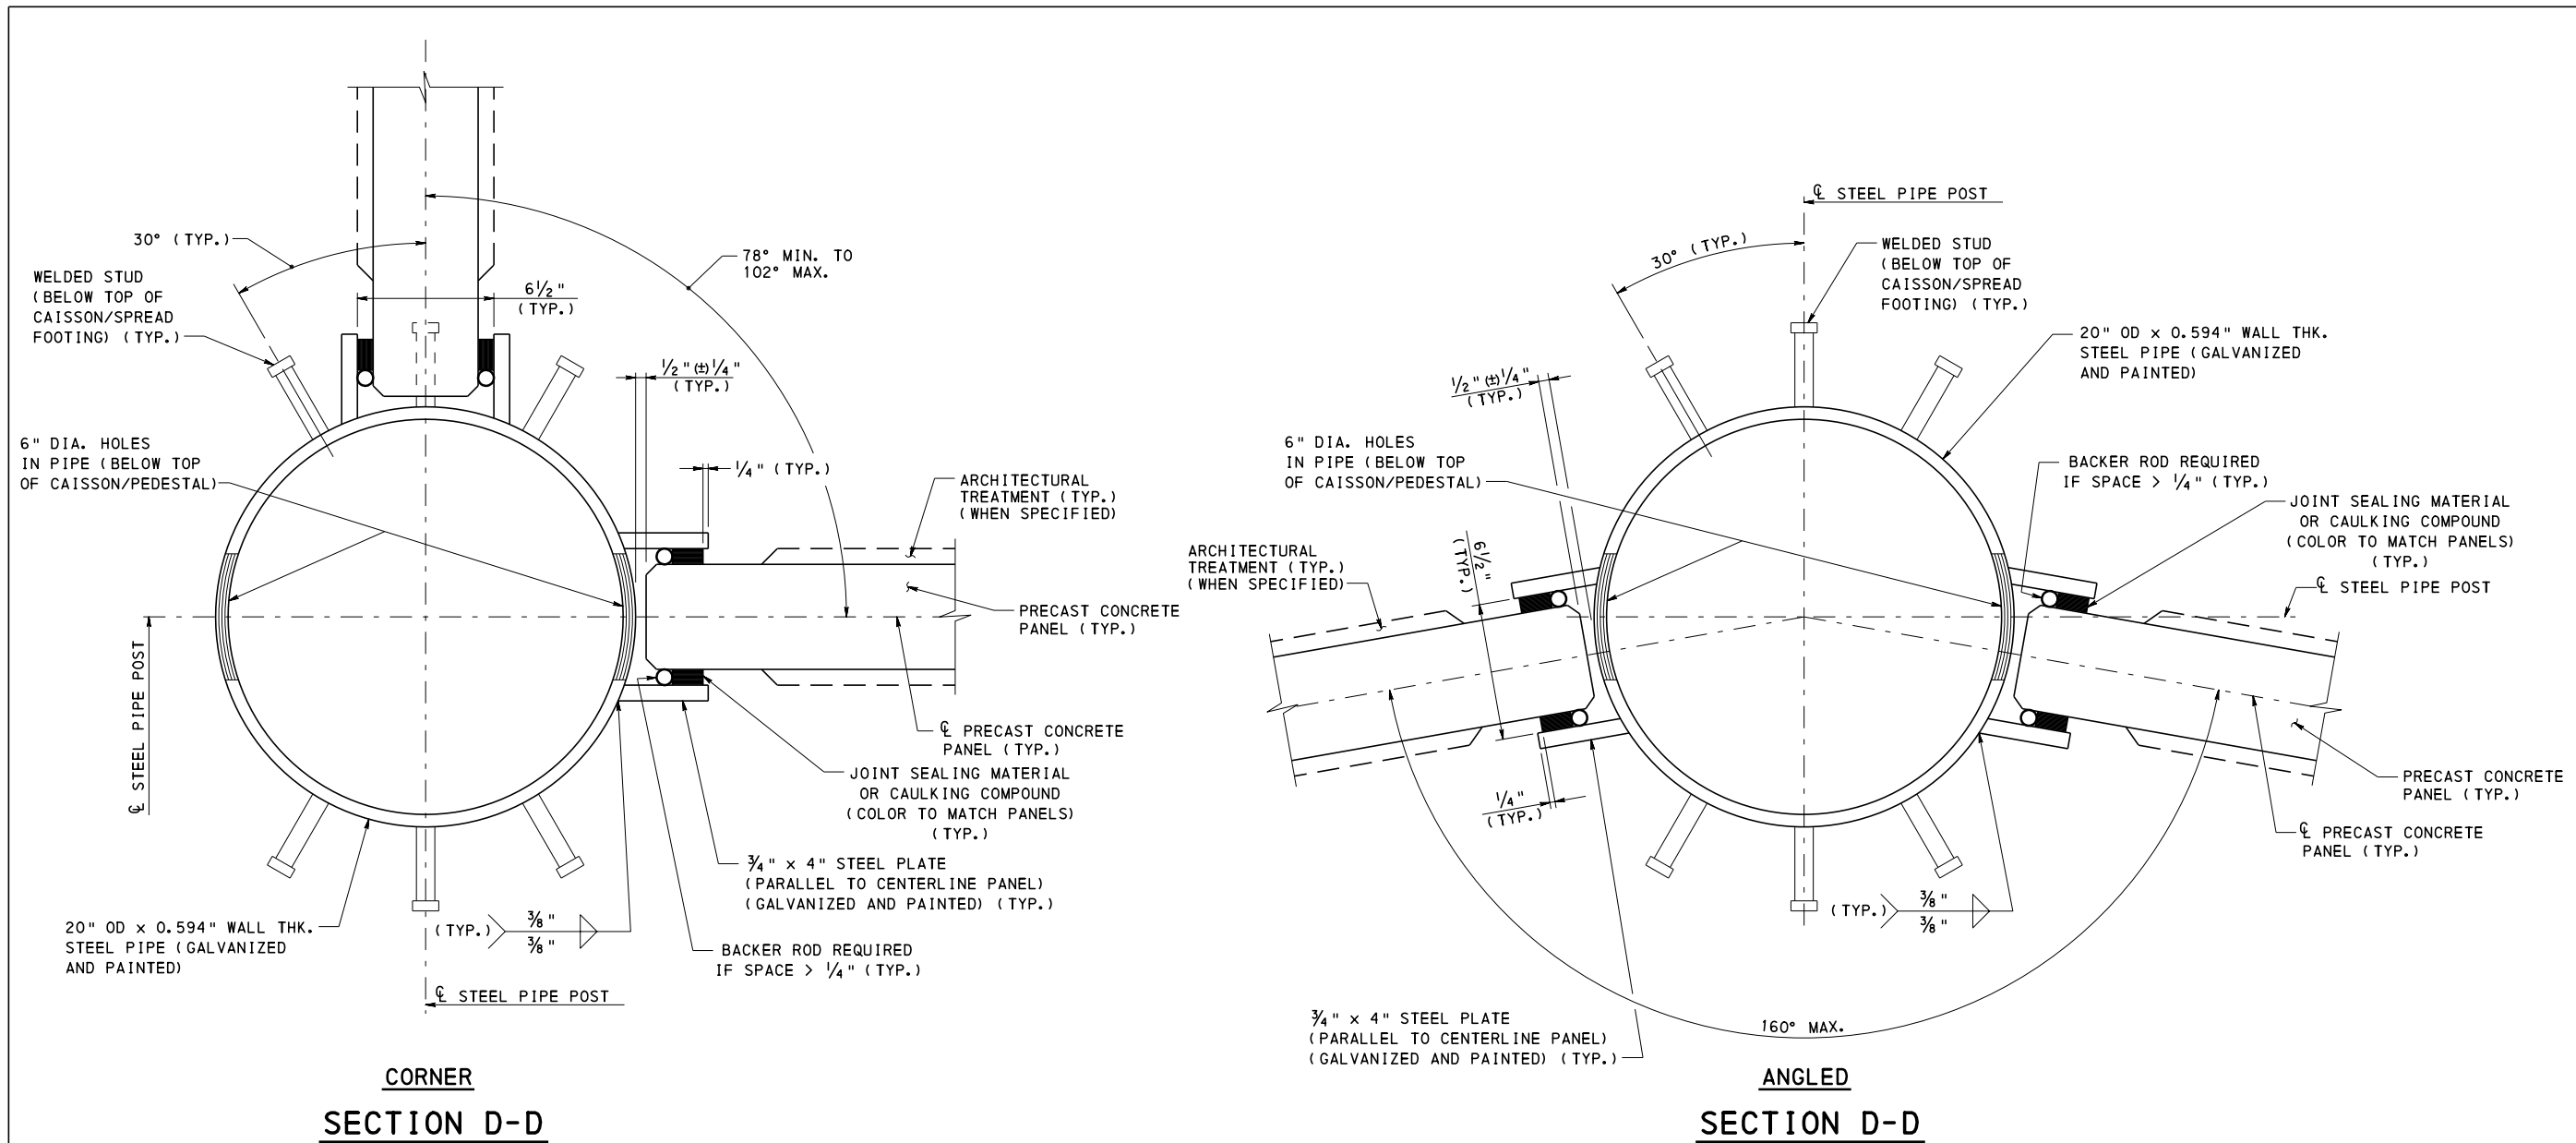 30° (TYP.)
WELDED STUD
(BELOW TOP OF
CAISSON/SPREAD
FOOTING) (TYP.)
6" DIA. HOLES
IN PIPE (BELOW TOP
OF CAISSON/PEDESTAL)
℄ STEEL PIPE POST
20" OD x 0.594" WALL THK.
STEEL PIPE (GALVANIZED
AND PAINTED)
6½"
(TYP.)
78° MIN. TO
102° MAX.
½"(±)¼"
(TYP.)
¼" (TYP.)
ARCHITECTURAL
TREATMENT (TYP.)
(WHEN SPECIFIED)
PRECAST CONCRETE
PANEL (TYP.)
℄ PRECAST CONCRETE
PANEL (TYP.)
JOINT SEALING MATERIAL
OR CAULKING COMPOUND
(COLOR TO MATCH PANELS)
(TYP.)
¾" x 4" STEEL PLATE
(PARALLEL TO CENTERLINE PANEL)
(GALVANIZED AND PAINTED) (TYP.)
(TYP.)
⅜"
⅜"
BACKER ROD REQUIRED
IF SPACE > ¼" (TYP.)
℄ STEEL PIPE POST
CORNER
SECTION D-D
℄ STEEL PIPE POST
30° (TYP.)
WELDED STUD
(BELOW TOP OF
CAISSON/SPREAD
FOOTING) (TYP.)
20" OD x 0.594" WALL THK.
STEEL PIPE (GALVANIZED
AND PAINTED)
½"(±)¼"
(TYP.)
6" DIA. HOLES
IN PIPE (BELOW TOP
OF CAISSON/PEDESTAL)
BACKER ROD REQUIRED
IF SPACE > ¼" (TYP.)
JOINT SEALING MATERIAL
OR CAULKING COMPOUND
(COLOR TO MATCH PANELS)
(TYP.)
℄ STEEL PIPE POST
ARCHITECTURAL
TREATMENT (TYP.)
(WHEN SPECIFIED)
6½"
(TYP.)
¼"
(TYP.)
PRECAST CONCRETE
PANEL (TYP.)
℄ PRECAST CONCRETE
PANEL (TYP.)
(TYP.)
⅜"
⅜"
¾" x 4" STEEL PLATE
(PARALLEL TO CENTERLINE PANEL)
(GALVANIZED AND PAINTED) (TYP.)
160° MAX.
ANGLED
SECTION D-D